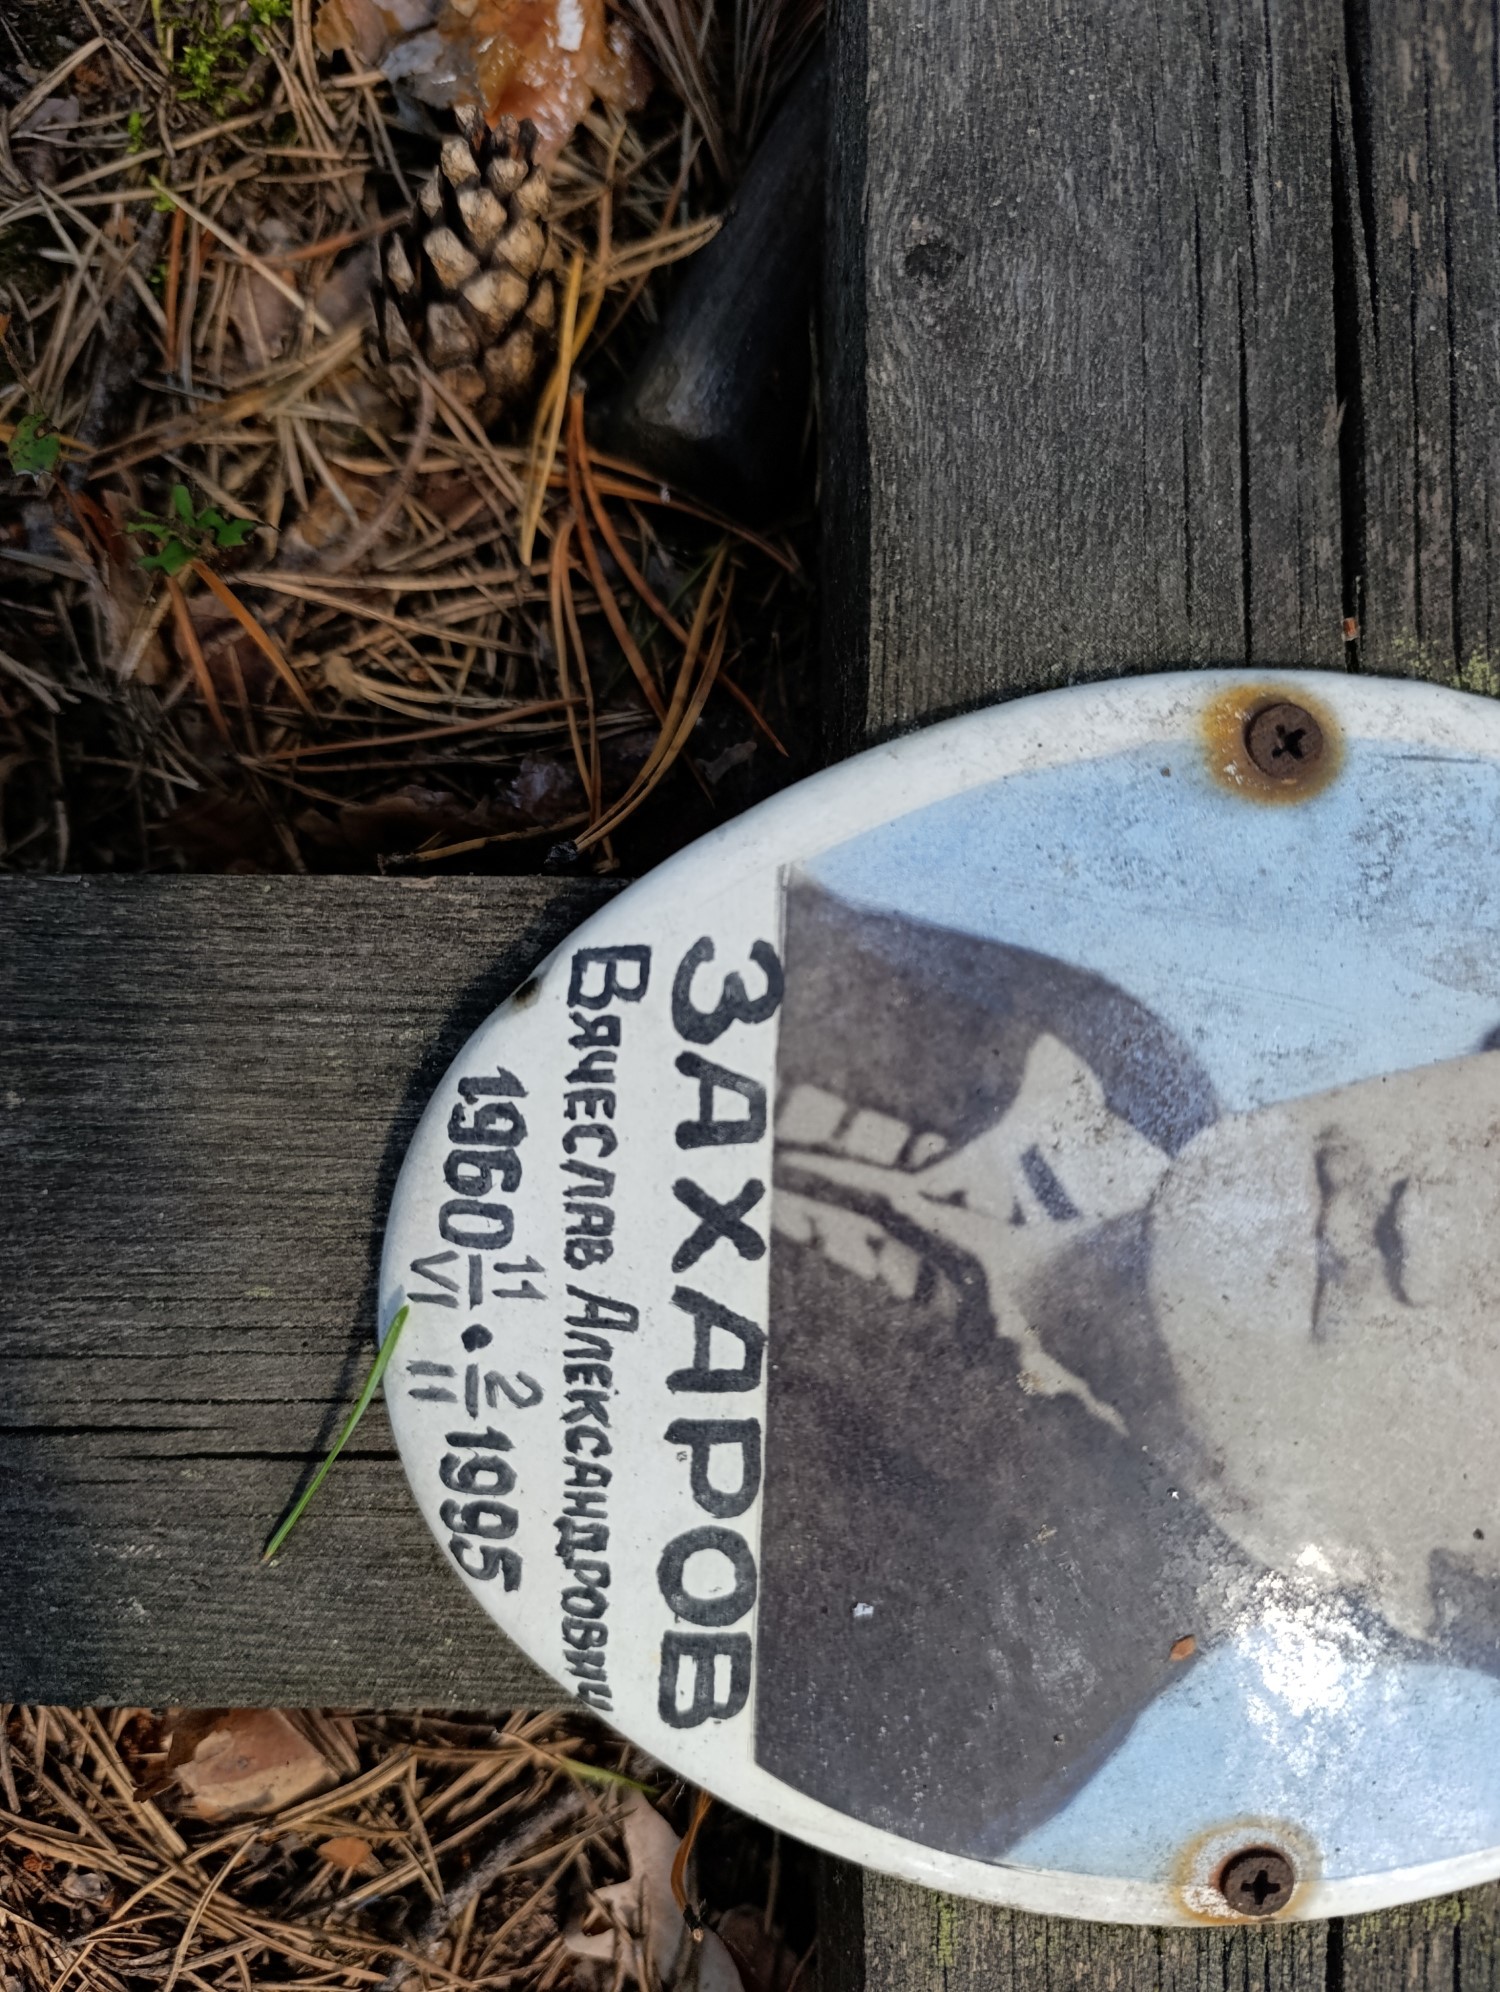 ЗАХАРОВ
ВЯЧЕСЛАВ АЛЕКСАНДРОВИЧ
1960 11/VI • 2/II 1995